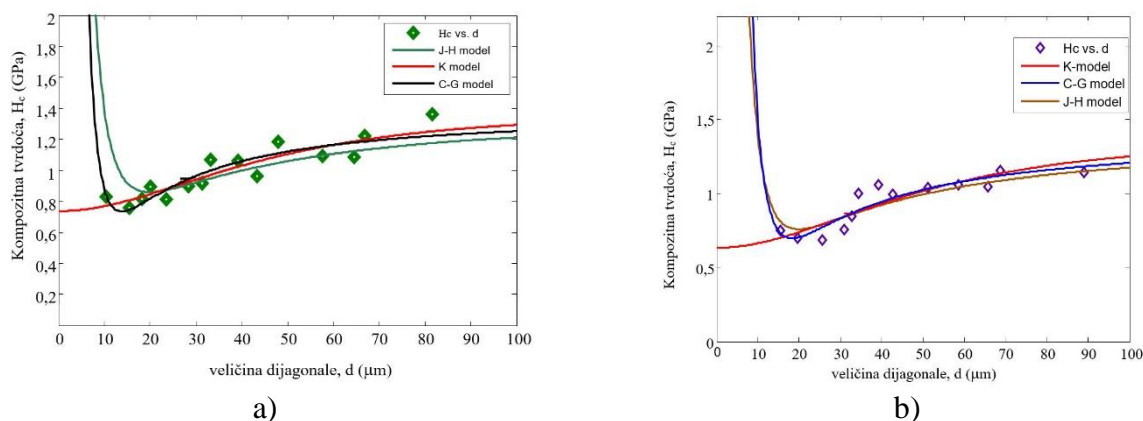 2
1,8
1,6
1,4
1,2
1
0,8
0,6
0,4
0,2
Kompozitna tvrdoća, Hc (GPa)
Hc vs. d
J-H model
K model
C-G model
0 10 20 30 40 50 60 70 80 90 100
veličina dijagonale, d (μm)
a)
2
1,5
1
0,5
0
Kompozitna tvrdoća, Hc (GPa)
Hc vs. d
K-model
C-G model
J-H model
10 20 30 40 50 60 70 80 90 100
veličina dijagonale, d (μm)
b)